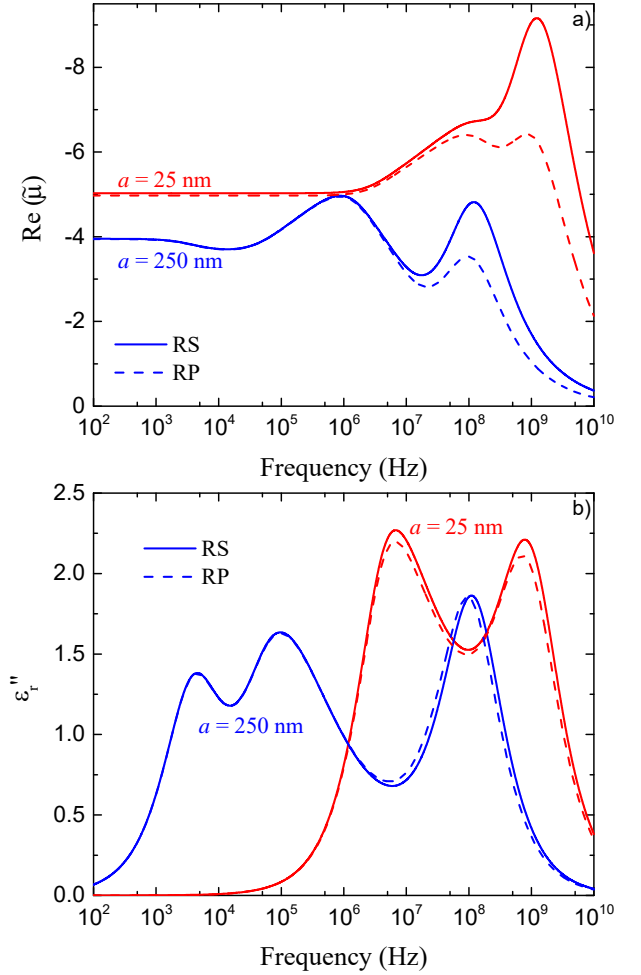 a)
-8
-6
-4
-2
0
Re (μ̃)
a = 25 nm
a = 250 nm
RS
RP
10² 10³ 10⁴ 10⁵ 10⁶ 10⁷ 10⁸ 10⁹ 10¹⁰
Frequency (Hz)
b)
2.5
2.0
1.5
1.0
0.5
0.0
εᵣ''
RS
RP
a = 25 nm
a = 250 nm
10² 10³ 10⁴ 10⁵ 10⁶ 10⁷ 10⁸ 10⁹ 10¹⁰
Frequency (Hz)